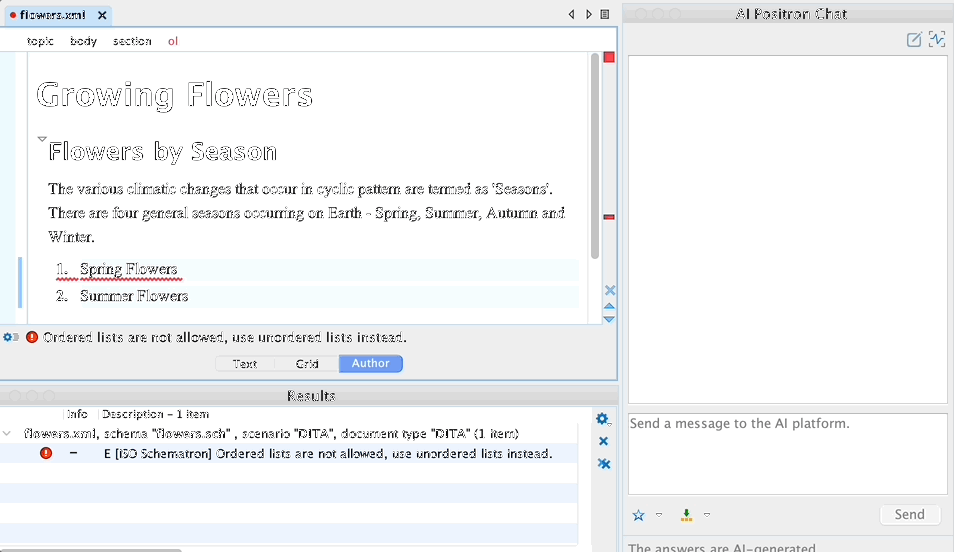 flowers.xml
AI Positron Chat
topic body section ol
Growing Flowers
Flowers by Season
The various climatic changes that occur in cyclic pattern are termed as 'Seasons'.
There are four general seasons occurring on Earth - Spring, Summer, Autumn and
Winter.
1. Spring Flowers
2. Summer Flowers
Ordered lists are not allowed, use unordered lists instead.
Text Grid Author
Results
Info Description - 1 item
flowers.xml, schema "flowers.sch" , scenario "DITA", document type "DITA" (1 item)
E [ISO Schematron] Ordered lists are not allowed, use unordered lists instead.
Send a message to the AI platform.
Send
The answers are AI-generated